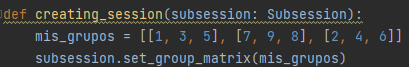 def creating_session(subsession: Subsession):
    mis_grupos = [[1, 3, 5], [7, 9, 8], [2, 4, 6]]
    subsession.set_group_matrix(mis_grupos)